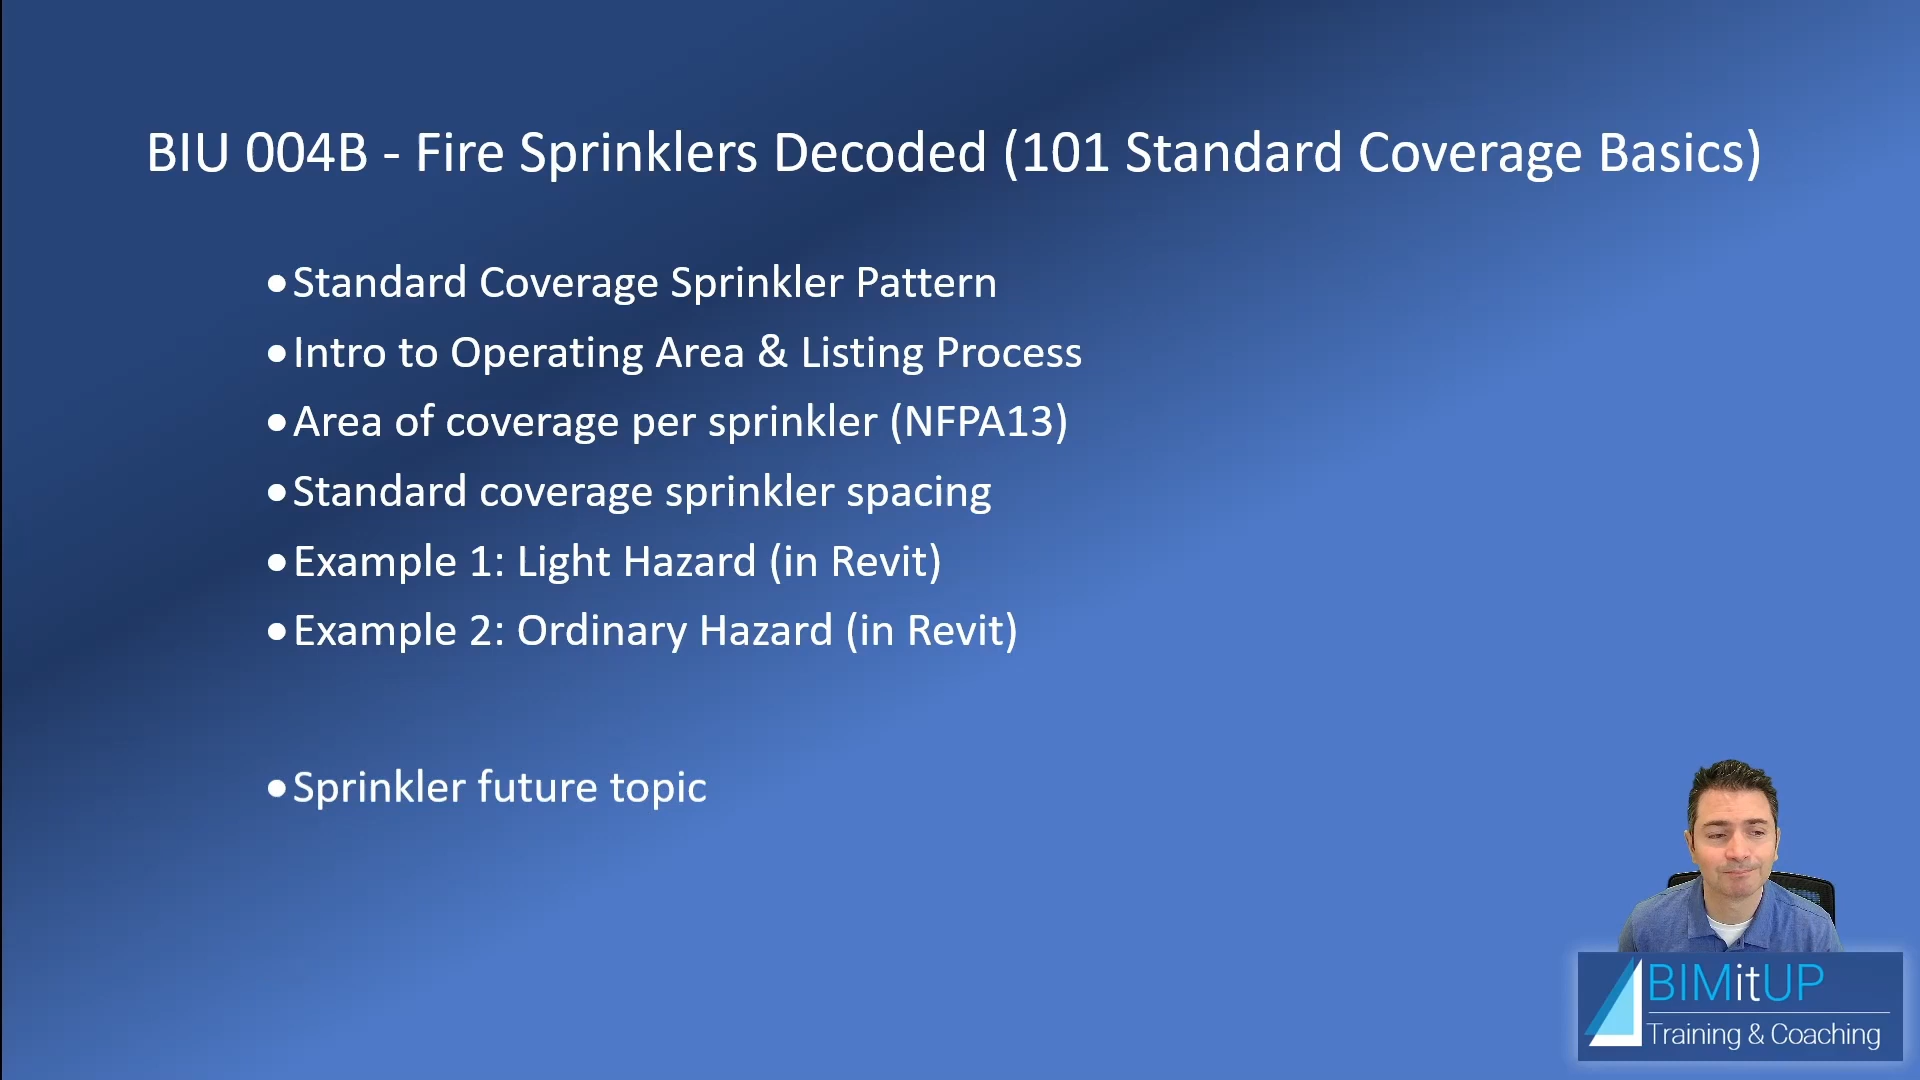 BIU 004B - Fire Sprinklers Decoded (101 Standard Coverage Basics)
•Standard Coverage Sprinkler Pattern
•Intro to Operating Area & Listing Process
•Area of coverage per sprinkler (NFPA13)
•Standard coverage sprinkler spacing
•Example 1: Light Hazard (in Revit)
•Example 2: Ordinary Hazard (in Revit)
•Sprinkler future topic
BIMitUP
Training & Coaching